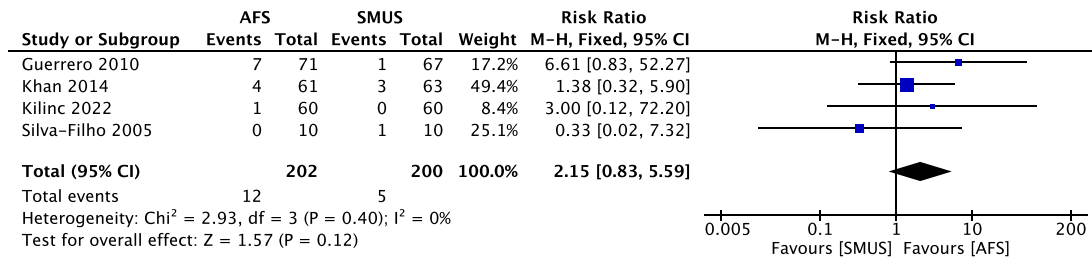 AFS SMUS Risk Ratio Risk Ratio
Study or Subgroup Events Total Events Total Weight M-H, Fixed, 95% CI M-H, Fixed, 95% CI
Guerrero 2010 7 71 1 67 17.2% 6.61 [0.83, 52.27]
Khan 2014 4 61 3 63 49.4% 1.38 [0.32, 5.90]
Kilinc 2022 1 60 0 60 8.4% 3.00 [0.12, 72.20]
Silva-Filho 2005 0 10 1 10 25.1% 0.33 [0.02, 7.32]
Total (95% CI) 202 200 100.0% 2.15 [0.83, 5.59]
Total events 12 5
Heterogeneity: Chi² = 2.93, df = 3 (P = 0.40); I² = 0%
Test for overall effect: Z = 1.57 (P = 0.12)
0.005 0.1 1 10 200
Favours [SMUS] Favours [AFS]